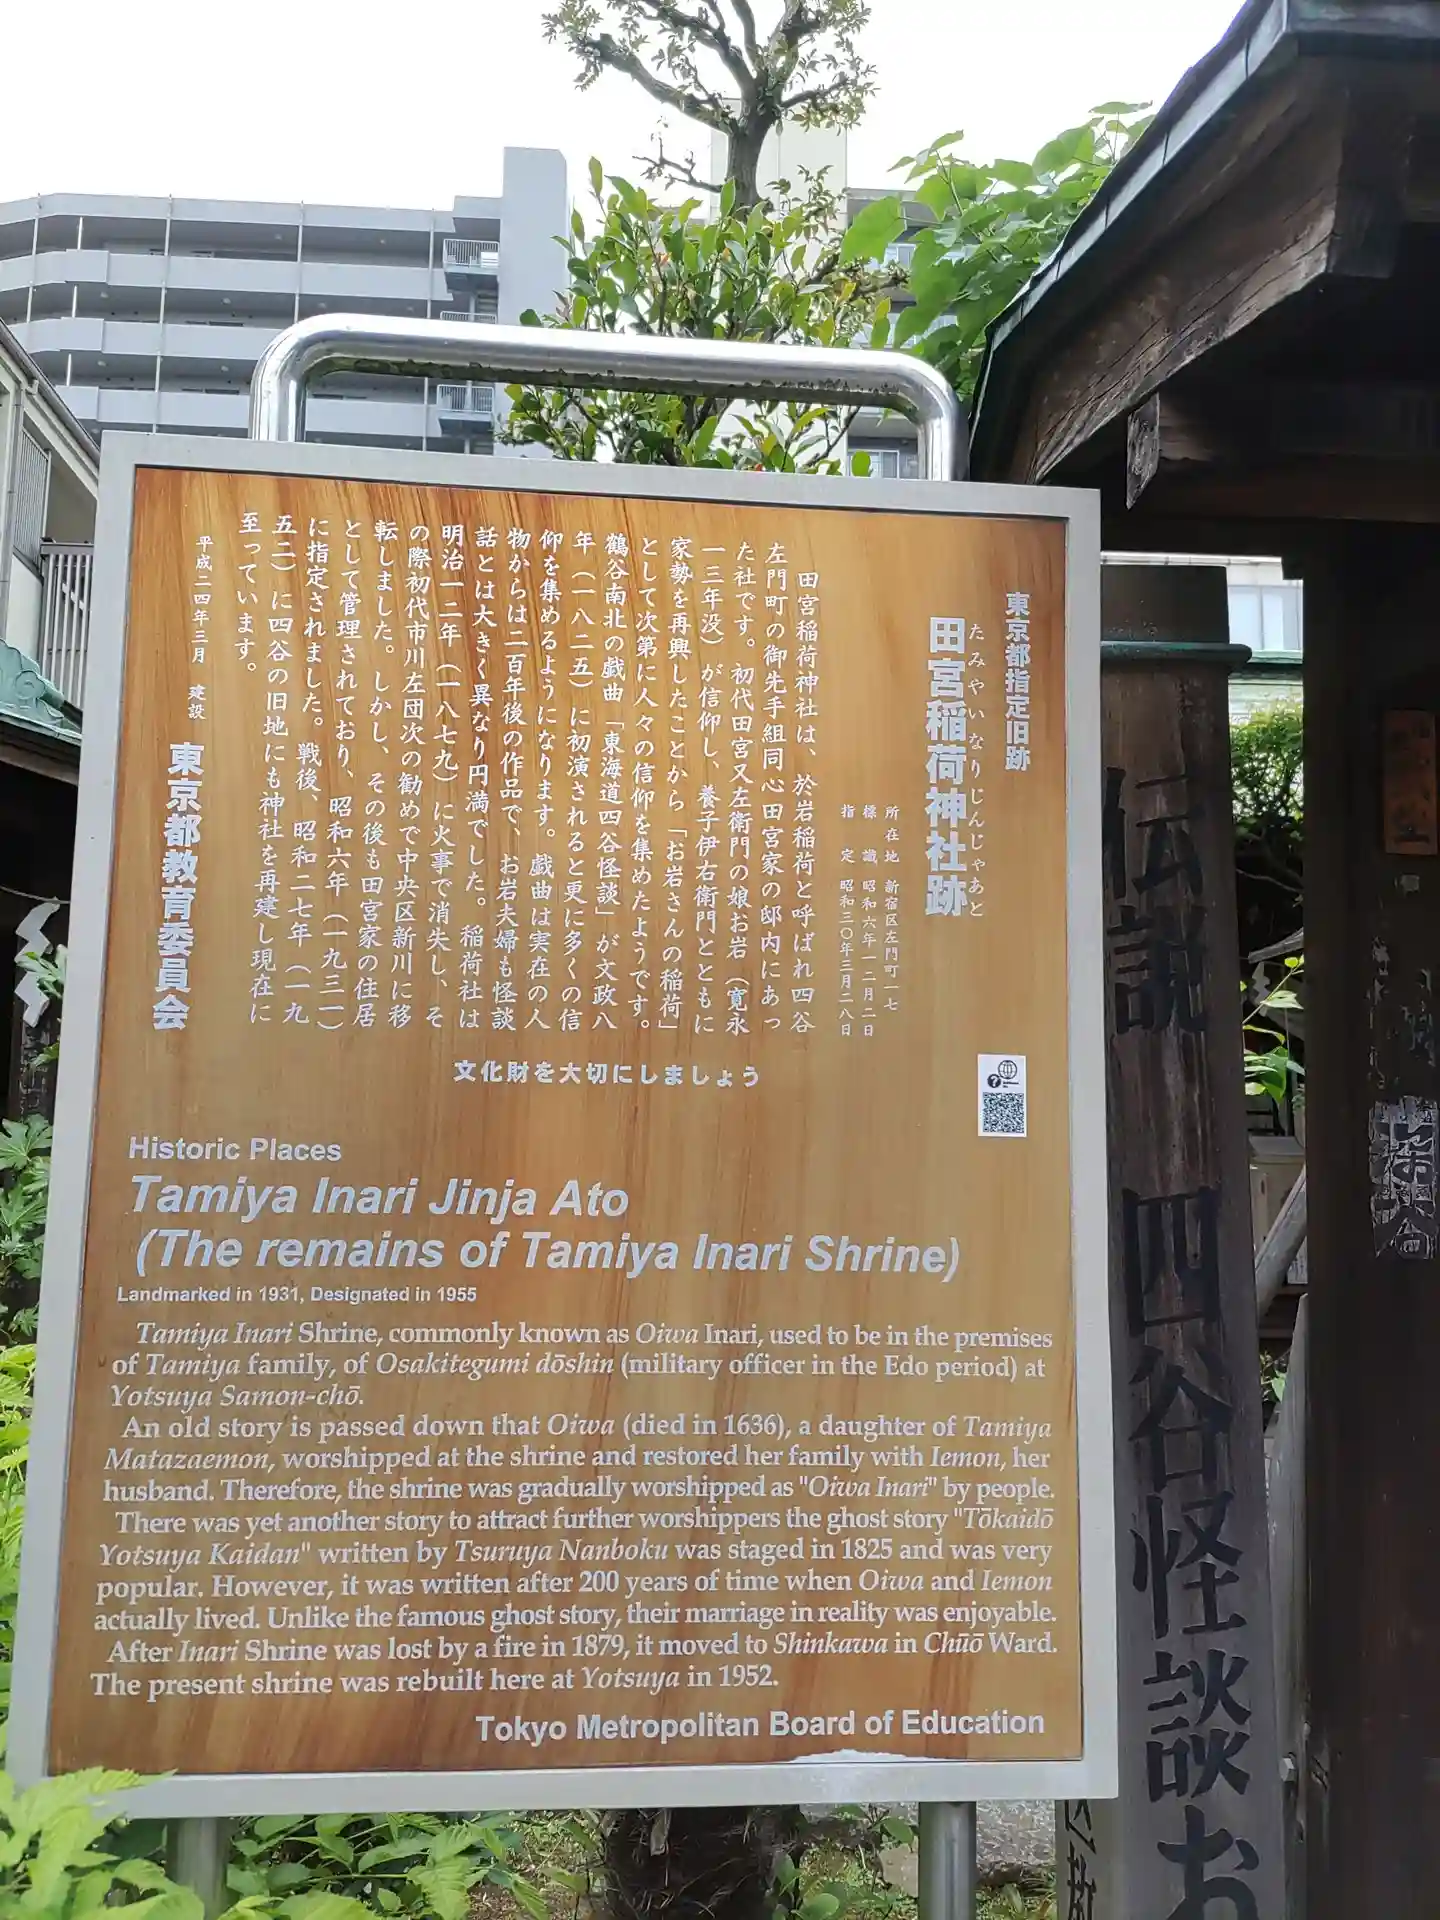 東京都指定旧跡
たみやいなりじんじゃあと
田宮稲荷神社跡
所在地 新宿区左門町一七
標 識 昭和六年一二月二日
指 定 昭和三〇年三月二八日
田宮稲荷神社は、於岩稲荷と呼ばれ四谷
左門町の御先手組同心田宮家の邸内にあっ
た社です。初代田宮又左衛門の娘お岩（寛永
一三年没）が信仰し、養子伊右衛門とともに
家勢を再興したことから「お岩さんの稲荷」
として次第に人々の信仰を集めたようです。
鶴谷南北の戯曲「東海道四谷怪談」が文政八
年（一八二五）に初演されると更に多くの信
仰を集めるようになります。戯曲は実在の人
物からは二百年後の作品で、お岩夫婦も怪談
話とは大きく異なり円満でした。稲荷社は
明治一二年（一八七九）に火事で消失し、そ
の際初代市川左団次の勧めで中央区新川に移
転しました。しかし、その後も田宮家の住居
として管理されており、昭和六年（一九三一）
に指定されました。戦後、昭和二七年（一九
五二）に四谷の旧地にも神社を再建し現在に
至っています。
平成二四年三月 建設
東京都教育委員会
文化財を大切にしましょう
Historic Places
Tamiya Inari Jinja Ato
(The remains of Tamiya Inari Shrine)
Landmarked in 1931, Designated in 1955
Tamiya Inari Shrine, commonly known as Oiwa Inari, used to be in the premises
of Tamiya family, of Osakitegumi dōshin (military officer in the Edo period) at
Yotsuya Samon-chō.
An old story is passed down that Oiwa (died in 1636), a daughter of Tamiya
Matazaemon, worshipped at the shrine and restored her family with Iemon, her
husband. Therefore, the shrine was gradually worshipped as "Oiwa Inari" by people.
There was yet another story to attract further worshippers the ghost story "Tōkaidō
Yotsuya Kaidan" written by Tsuruya Nanboku was staged in 1825 and was very
popular. However, it was written after 200 years of time when Oiwa and Iemon
actually lived. Unlike the famous ghost story, their marriage in reality was enjoyable.
After Inari Shrine was lost by a fire in 1879, it moved to Shinkawa in Chūō Ward.
The present shrine was rebuilt here at Yotsuya in 1952.
Tokyo Metropolitan Board of Education
伝説 四谷怪談お